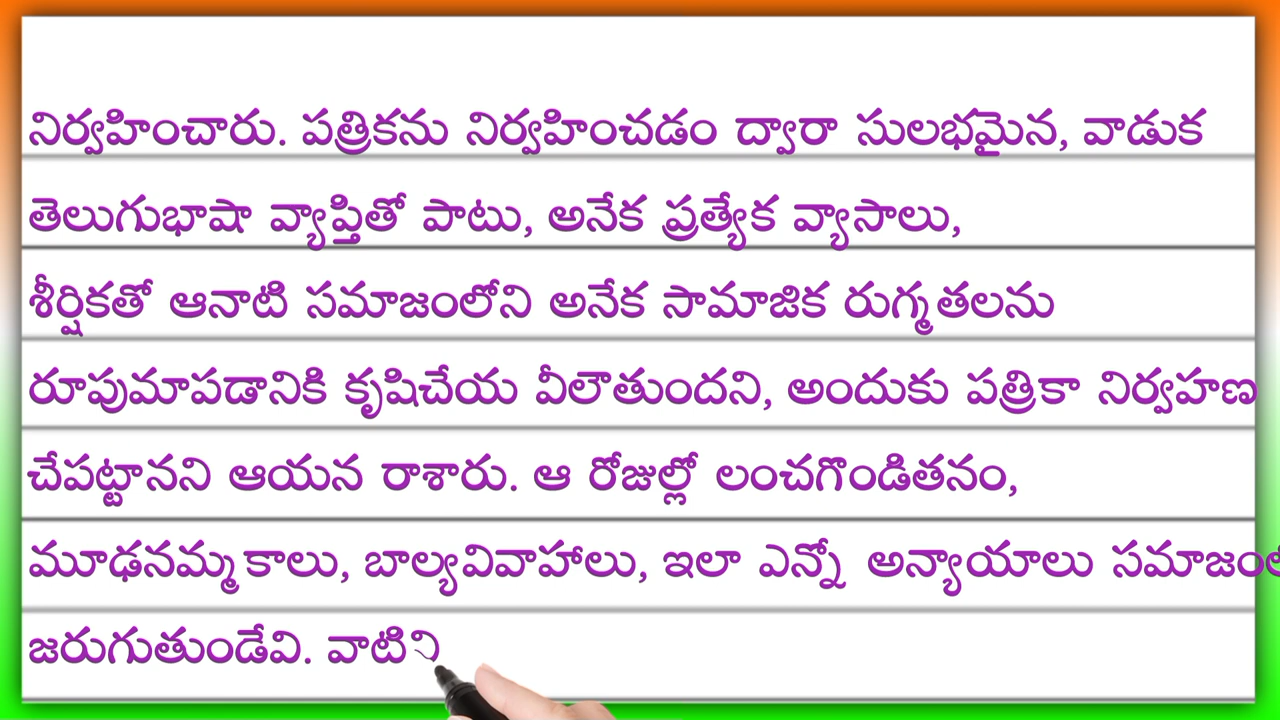 నిర్వహించారు. పత్రికను నిర్వహించడం ద్వారా సులభమైన, వాడుక
తెలుగుభాషా వ్యాప్తితో పాటు, అనేక ప్రత్యేక వ్యాసాలు,
శీర్షికతో ఆనాటి సమాజంలోని అనేక సామాజిక రుగ్మతలను
రూపుమాపడానికి కృషిచేయ వీలౌతుందని, అందుకు పత్రికా నిర్వహణ
చేపట్టానని ఆయన రాశారు. ఆ రోజుల్లో లంచగొండితనం,
మూఢనమ్మకాలు, బాల్యవివాహాలు, ఇలా ఎన్నో అన్యాయాలు
జరుగుతుండేవి. వాటి